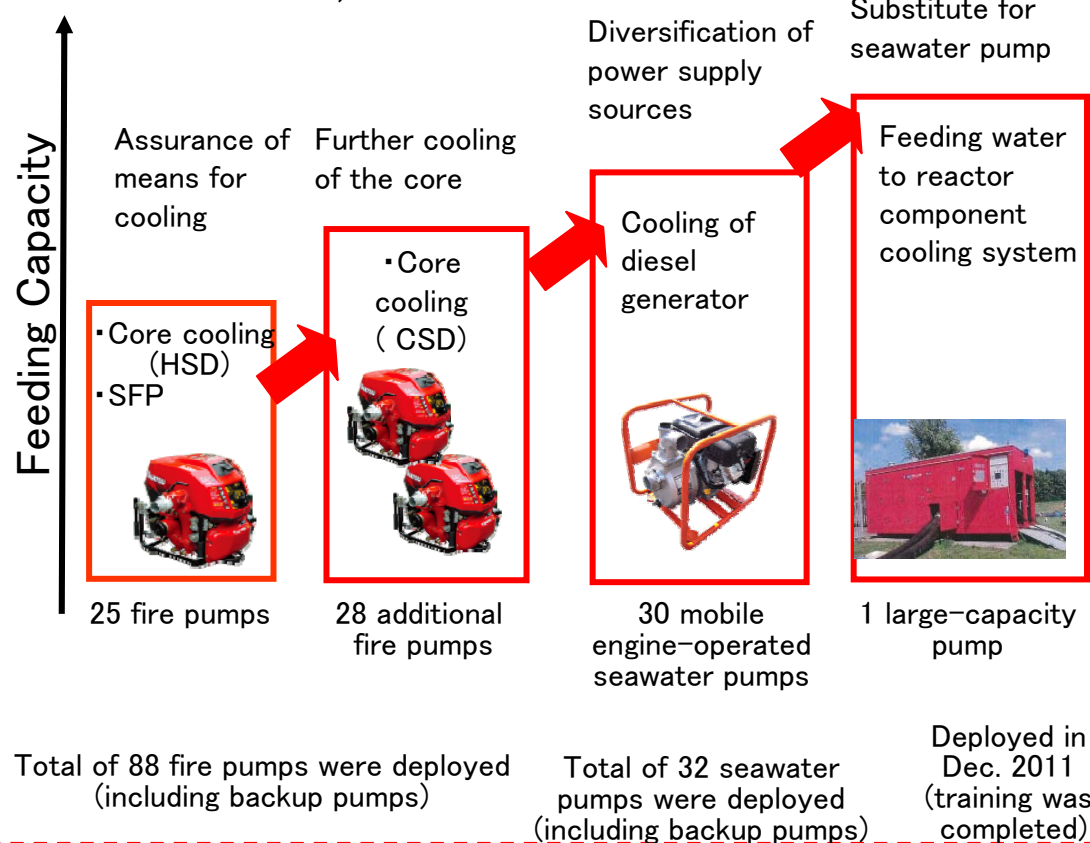 Feeding Capacity
Assurance of
means for
cooling
・Core cooling
(HSD)
・SFP
25 fire pumps
Further cooling
of the core
・Core
cooling
( CSD)
28 additional
fire pumps
Total of 88 fire pumps were deployed
(including backup pumps)
Diversification of
power supply
sources
Cooling of
diesel
generator
30 mobile
engine-operated
seawater pumps
Total of 32 seawater
pumps were deployed
(including backup pumps)
Substitute for
seawater pump
Feeding water
to reactor
component
cooling system
1 large-capacity
pump
Deployed in
Dec. 2011
(training was
completed)